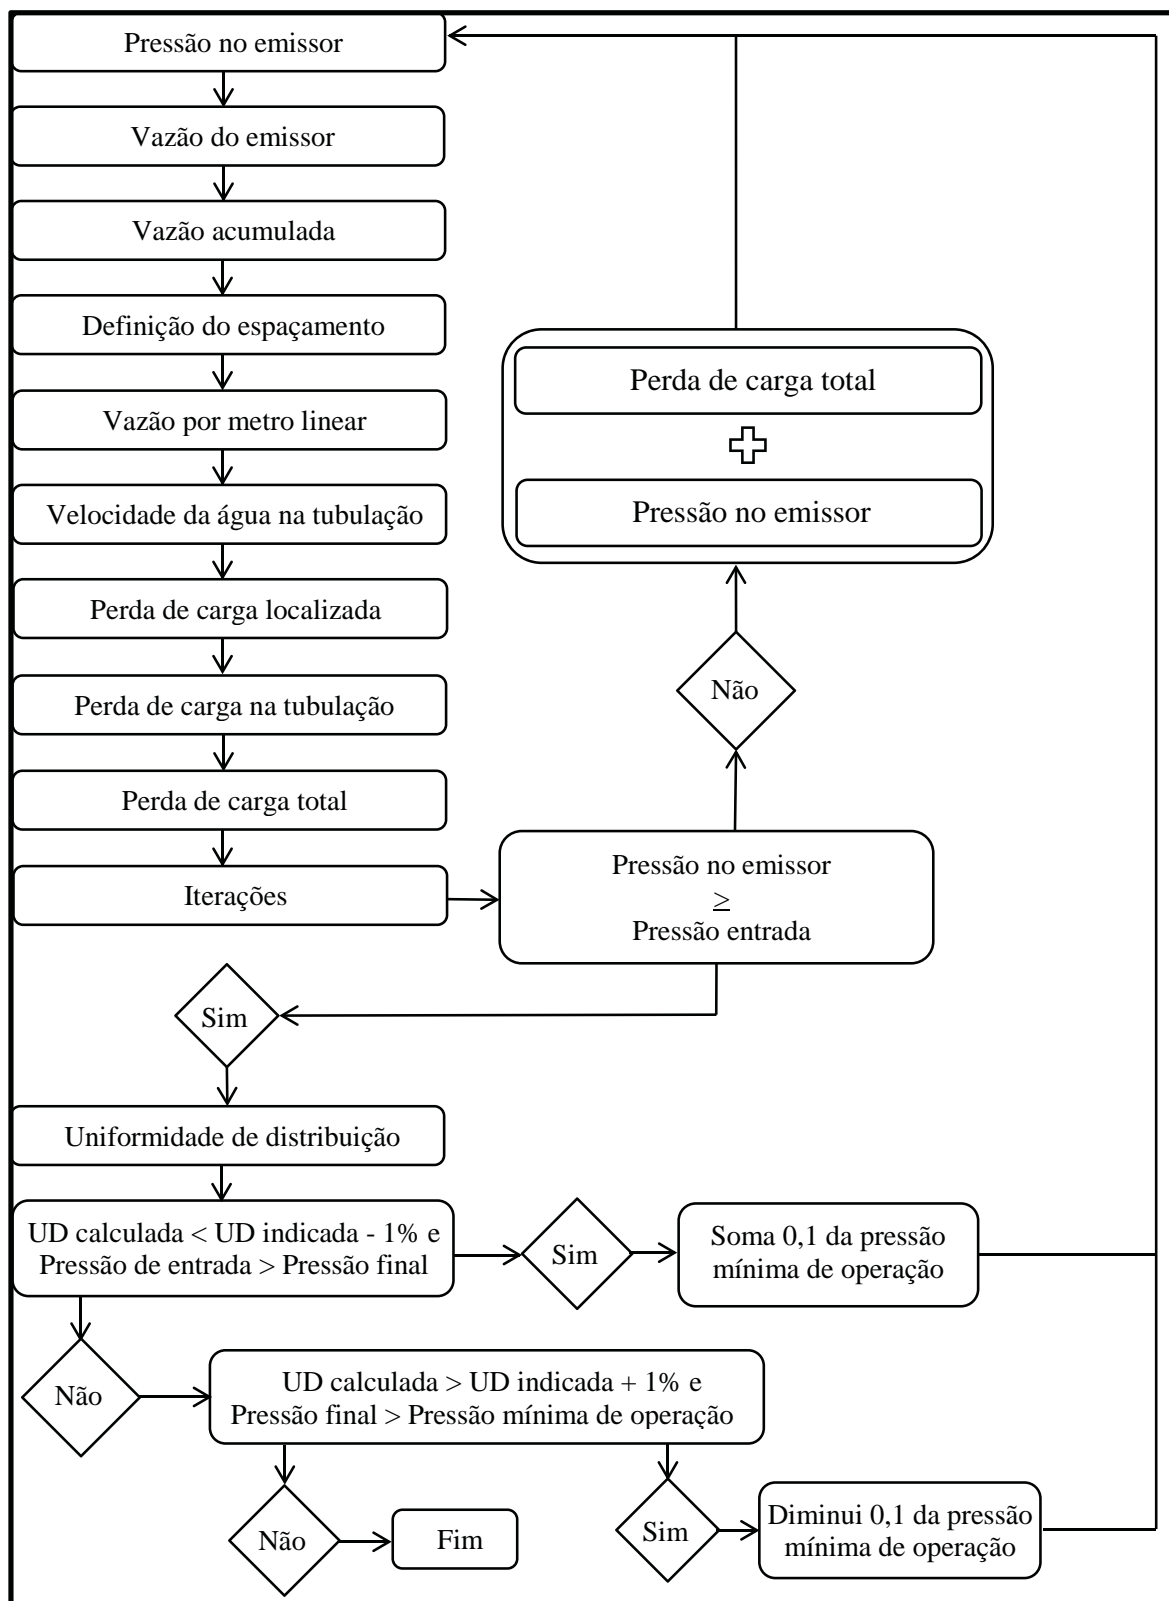 Pressão no emissor
Vazão do emissor
Vazão acumulada
Definição do espaçamento
Vazão por metro linear
Velocidade da água na tubulação
Perda de carga localizada
Perda de carga na tubulação
Perda de carga total
Iterações
Perda de carga total
Pressão no emissor
Não
Pressão no emissor
≥
Pressão entrada
Sim
Uniformidade de distribuição
UD calculada < UD indicada - 1% e
Pressão de entrada > Pressão final
Sim
Soma 0,1 da pressão
mínima de operação
Não
UD calculada > UD indicada + 1% e
Pressão final > Pressão mínima de operação
Não
Fim
Sim
Diminui 0,1 da pressão
mínima de operação